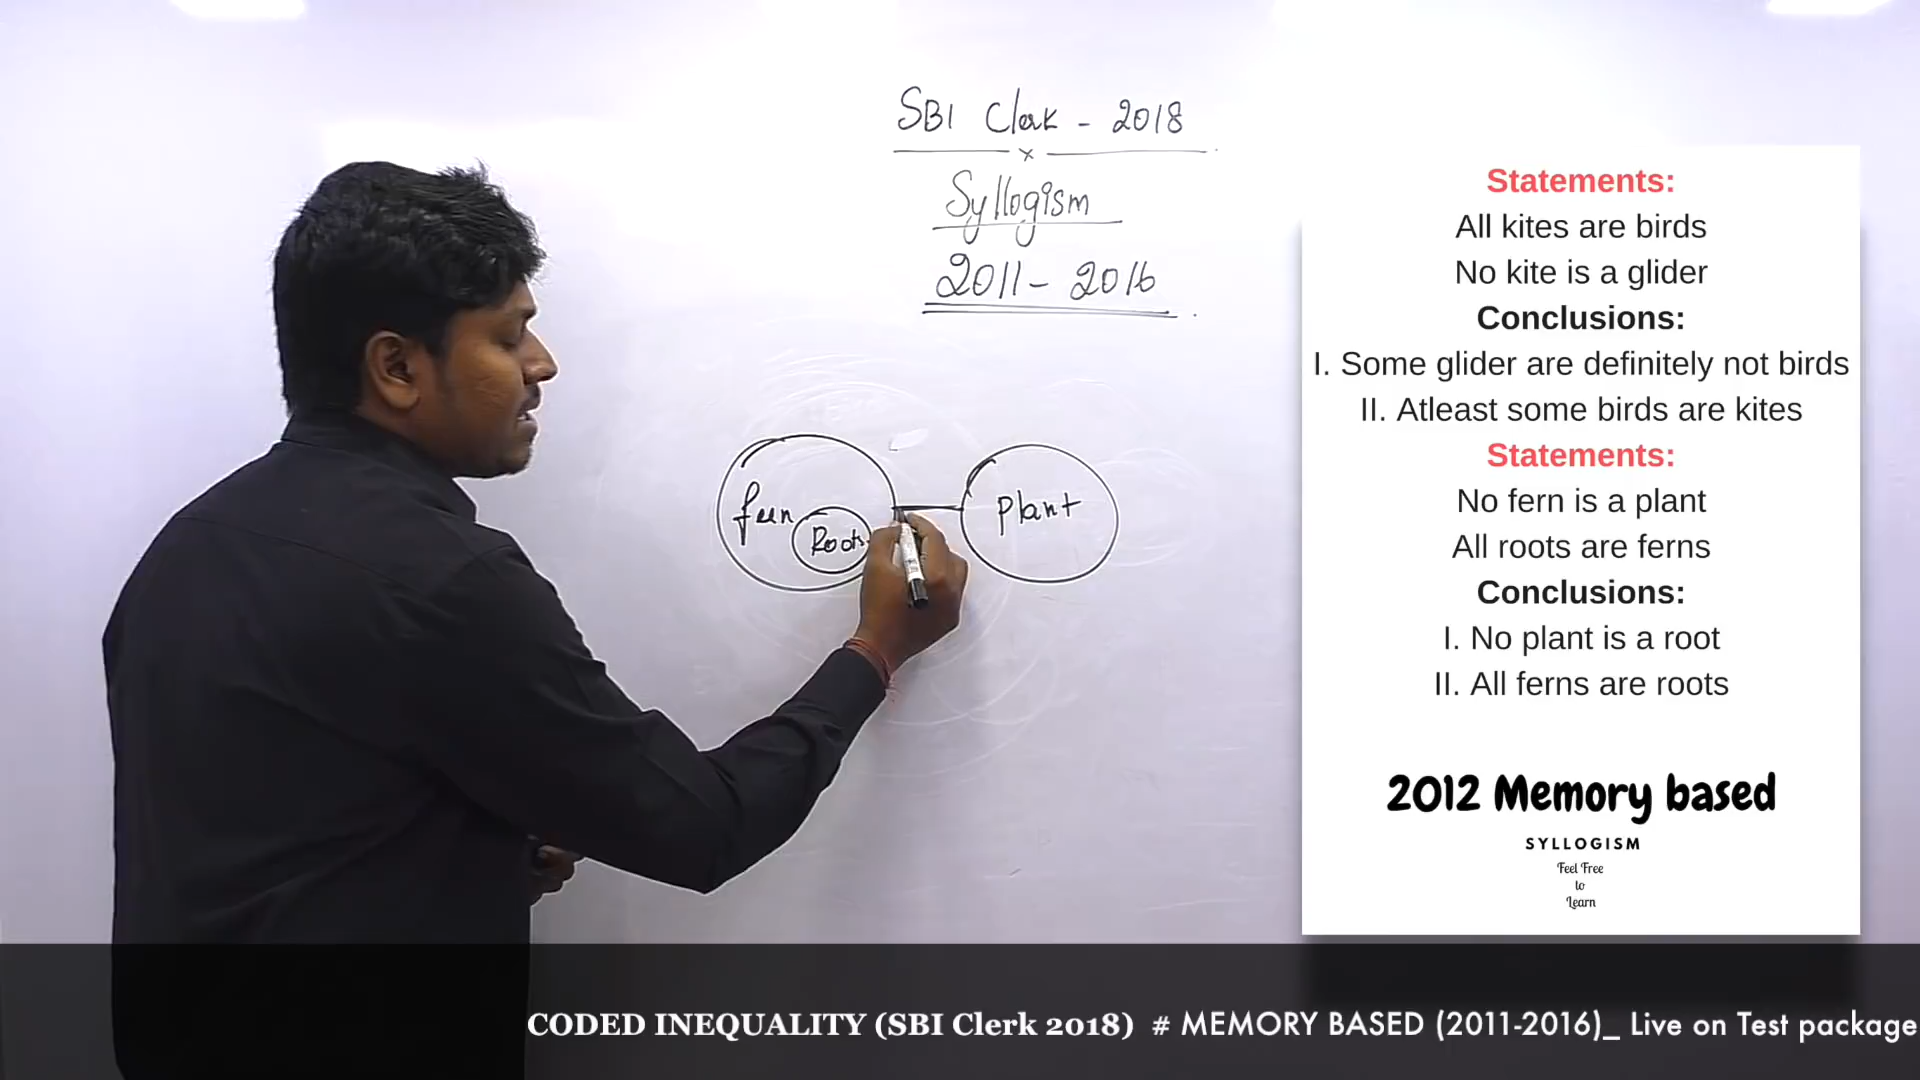 SBI Clerk - 2018
x
Syllogism
2011 - 2016
fern
Roots
Plant
Statements:
All kites are birds
No kite is a glider
Conclusions:
I. Some glider are definitely not birds
II. Atleast some birds are kites
Statements:
No fern is a plant
All roots are ferns
Conclusions:
I. No plant is a root
II. All ferns are roots
2012 Memory based
SYLLOGISM
Feel Free
to
Learn
CODED INEQUALITY (SBI Clerk 2018) # MEMORY BASED (2011-2016)_ Live on Test package